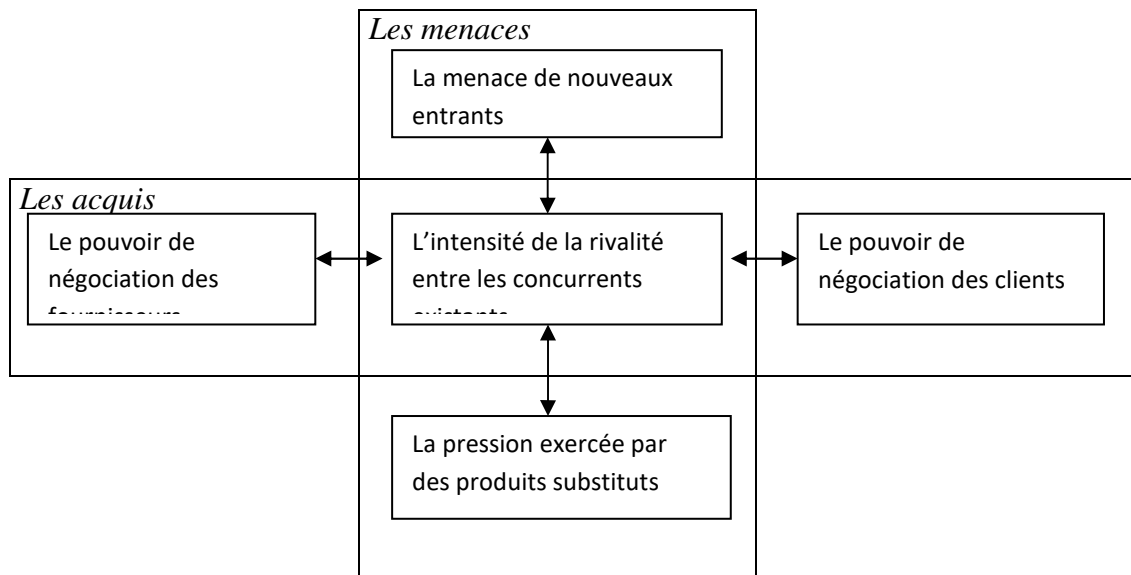 Les menaces
La menace de nouveaux
entrants
Les acquis
Le pouvoir de
négociation des
L’intensité de la rivalité
entre les concurrents
Le pouvoir de
négociation des clients
La pression exercée par
des produits substituts